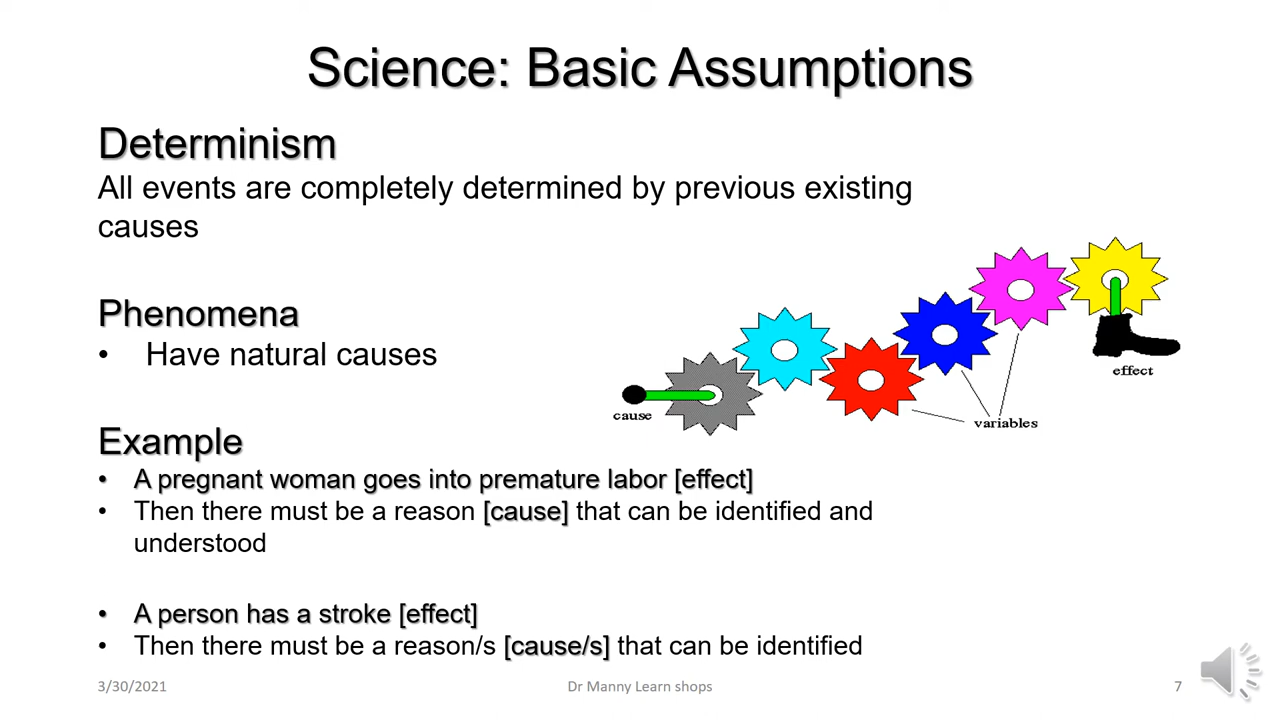 Science: Basic Assumptions
Determinism
All events are completely determined by previous existing
causes
Phenomena
• Have natural causes
cause
variables
effect
Example
• A pregnant woman goes into premature labor [effect]
• Then there must be a reason [cause] that can be identified and
understood
• A person has a stroke [effect]
• Then there must be a reason/s [cause/s] that can be identified
3/30/2021
Dr Manny Learn shops
7